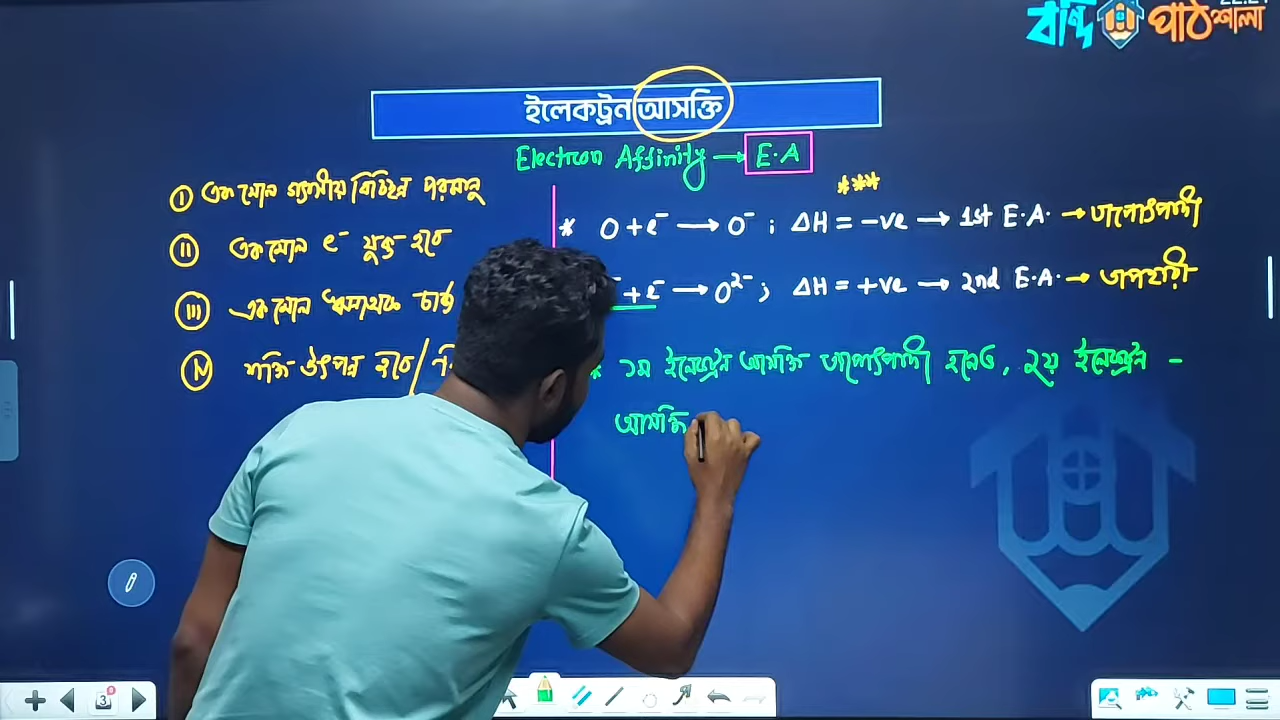 বন্দি পাঠশালা
ইলেকট্রন আসক্তি
Electron Affinity → E.A
I এক মোল গ্যাসীয় বিচ্ছিন্ন পরমাণু
II এক মোল e⁻ যুক্ত হবে
III এক মোল ঋণাত্মক চার্জ
IV শক্তি উৎপন্ন হবে/
***
* O + e⁻ → O⁻ ; ΔH = -ve → 1st E.A. → তাপোৎপাদী
⁻ + e⁻ → O²⁻ ; ΔH = +ve → 2nd E.A. → তাপহারী
* ১ম ইলেকট্রন আসক্তি তাপোৎপাদী হলেও, ২য় ইলেকট্রন -
আসক্তি
3